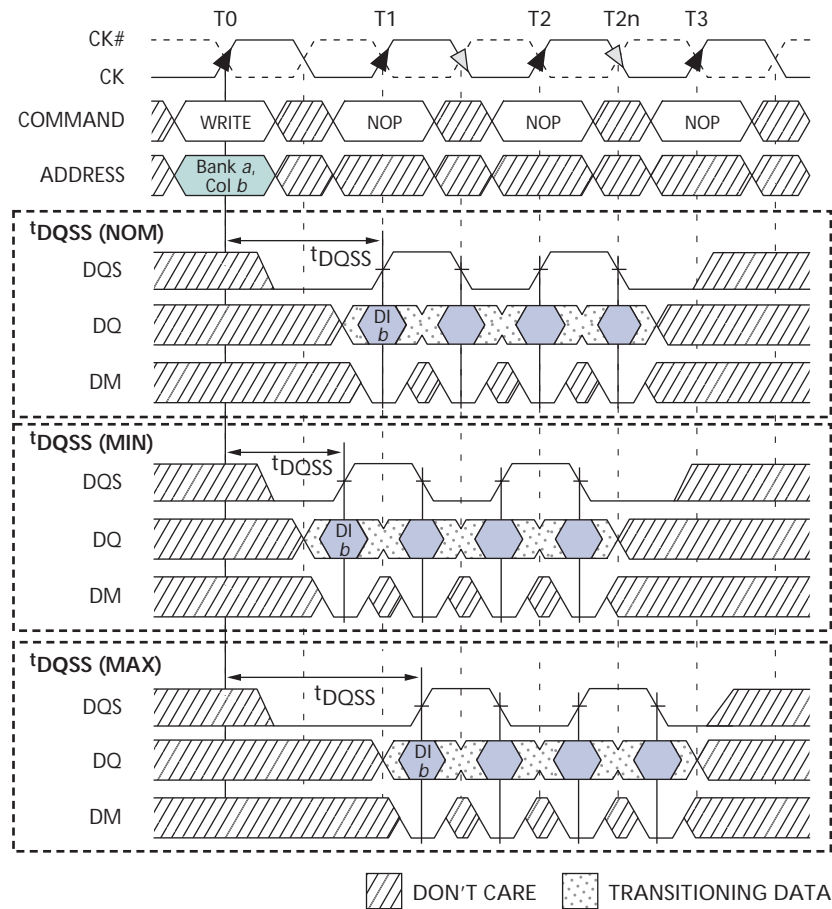 T0 T1 T2 T2n T3
CK#
CK
COMMAND WRITE NOP NOP NOP
ADDRESS Bank a,
Col b
tDQSS (NOM)
tDQSS
DQS
DQ DI
b
DM
tDQSS (MIN)
tDQSS
DQS
DQ DI
b
DM
tDQSS (MAX)
tDQSS
DQS
DQ DI
b
DM
DON'T CARE TRANSITIONING DATA